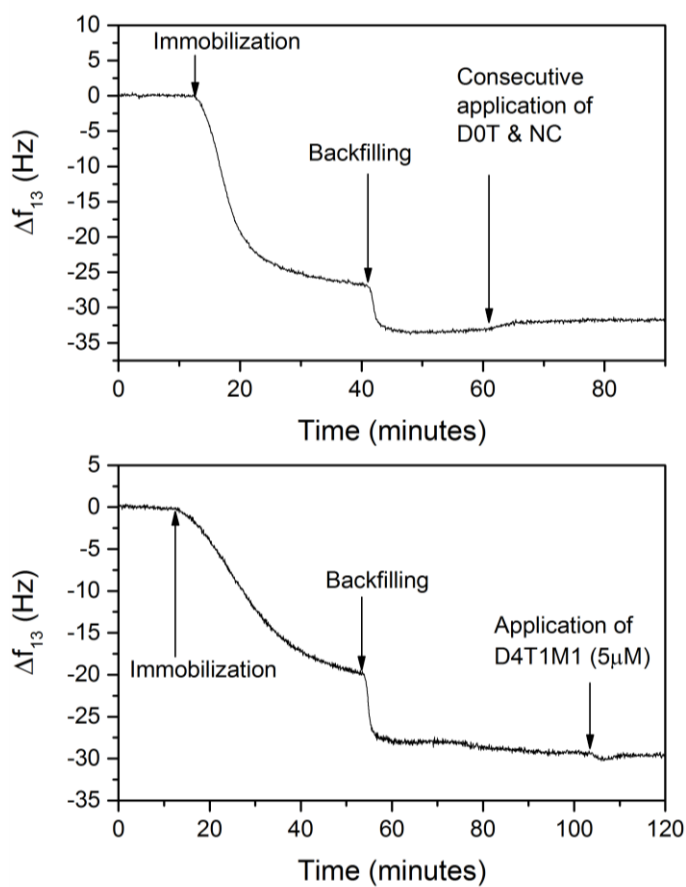 10
5
0
-5
-10
-15
-20
-25
-30
-35
Δf13 (Hz)
Immobilization
Backfilling
Consecutive
application of
D0T & NC
0 20 40 60 80
Time (minutes)
5
0
-5
-10
-15
-20
-25
-30
-35
Δf13 (Hz)
Immobilization
Backfilling
Application of
D4T1M1 (5μM)
0 20 40 60 80 100 120
Time (minutes)